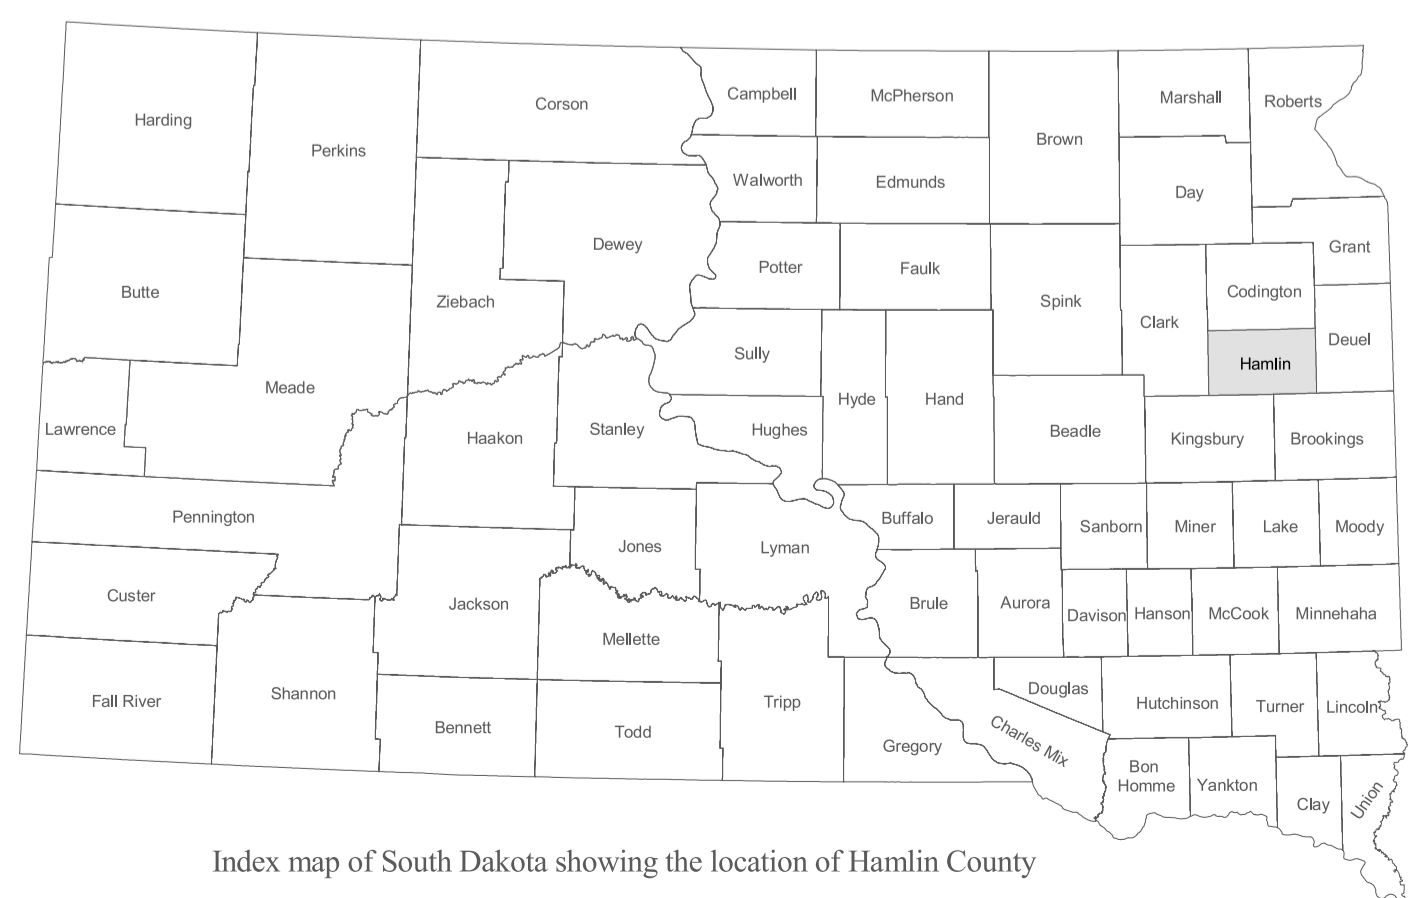 Harding
Perkins
Corson
Campbell
McPherson
Brown
Marshall
Roberts
Walworth
Edmunds
Day
Dewey
Grant
Butte
Ziebach
Potter
Faulk
Spink
Clark
Codington
Deuel
Meade
Sully
Hamlin
Lawrence
Haakon
Stanley
Hughes
Hyde
Hand
Beadle
Kingsbury
Brookings
Pennington
Jones
Lyman
Buffalo
Jerauld
Sanborn
Miner
Lake
Moody
Custer
Jackson
Mellette
Brule
Aurora
Davison
Hanson
McCook
Minnehaha
Fall River
Shannon
Bennett
Todd
Tripp
Gregory
Charles Mix
Douglas
Hutchinson
Turner
Lincoln
Bon
Homme
Yankton
Clay
Union
Index map of South Dakota showing the location of Hamlin County